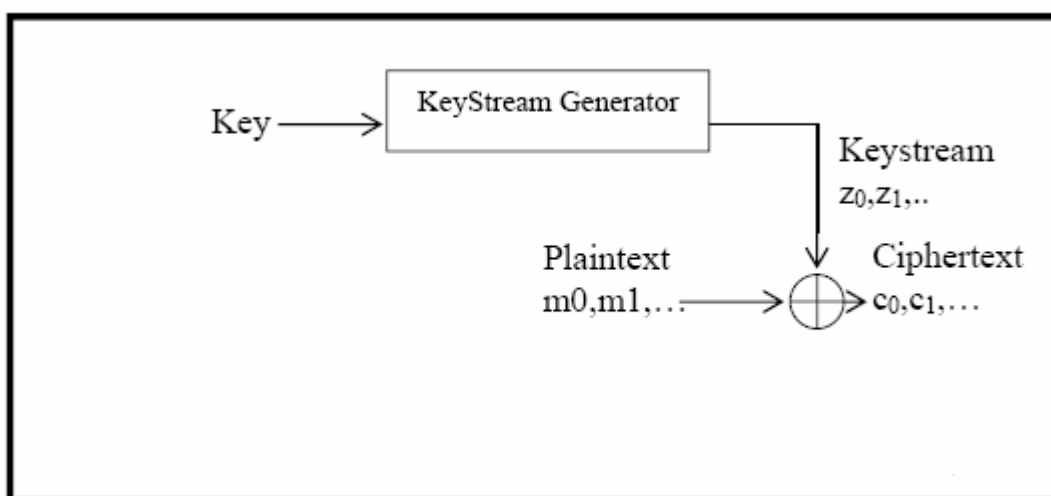 KeyStream Generator
Key
Keystream
z₀,z₁,..
Plaintext
m0,m1,…
Ciphertext
c₀,c₁,…